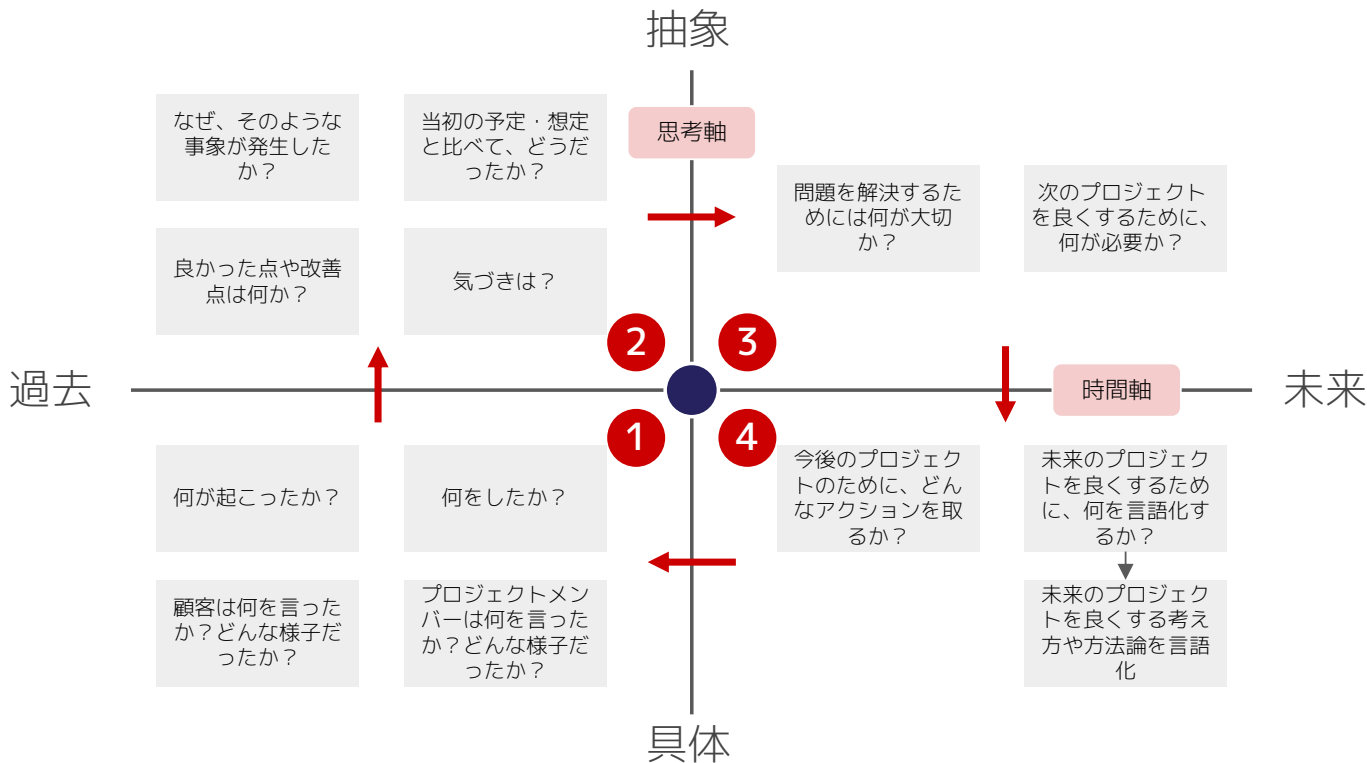 抽象
思考軸
なぜ、そのような
事象が発生した
か？
当初の予定・想定
と比べて、どうだ
ったか？
問題を解決するた
めには何が大切
か？
次のプロジェクト
を良くするために、
何が必要か？
良かった点や改善
点は何か？
気づきは？
2
3
過去
時間軸
未来
1
4
何が起こったか？
何をしたか？
今後のプロジェク
トのために、どん
なアクションを取
るか？
未来のプロジェク
トを良くするため
に、何を言語化す
るか？
顧客は何を言った
か？どんな様子だ
ったか？
プロジェクトメン
バーは何を言った
か？どんな様子だ
ったか？
未来のプロジェク
トを良くする考え
方や方法論を言語
化
具体